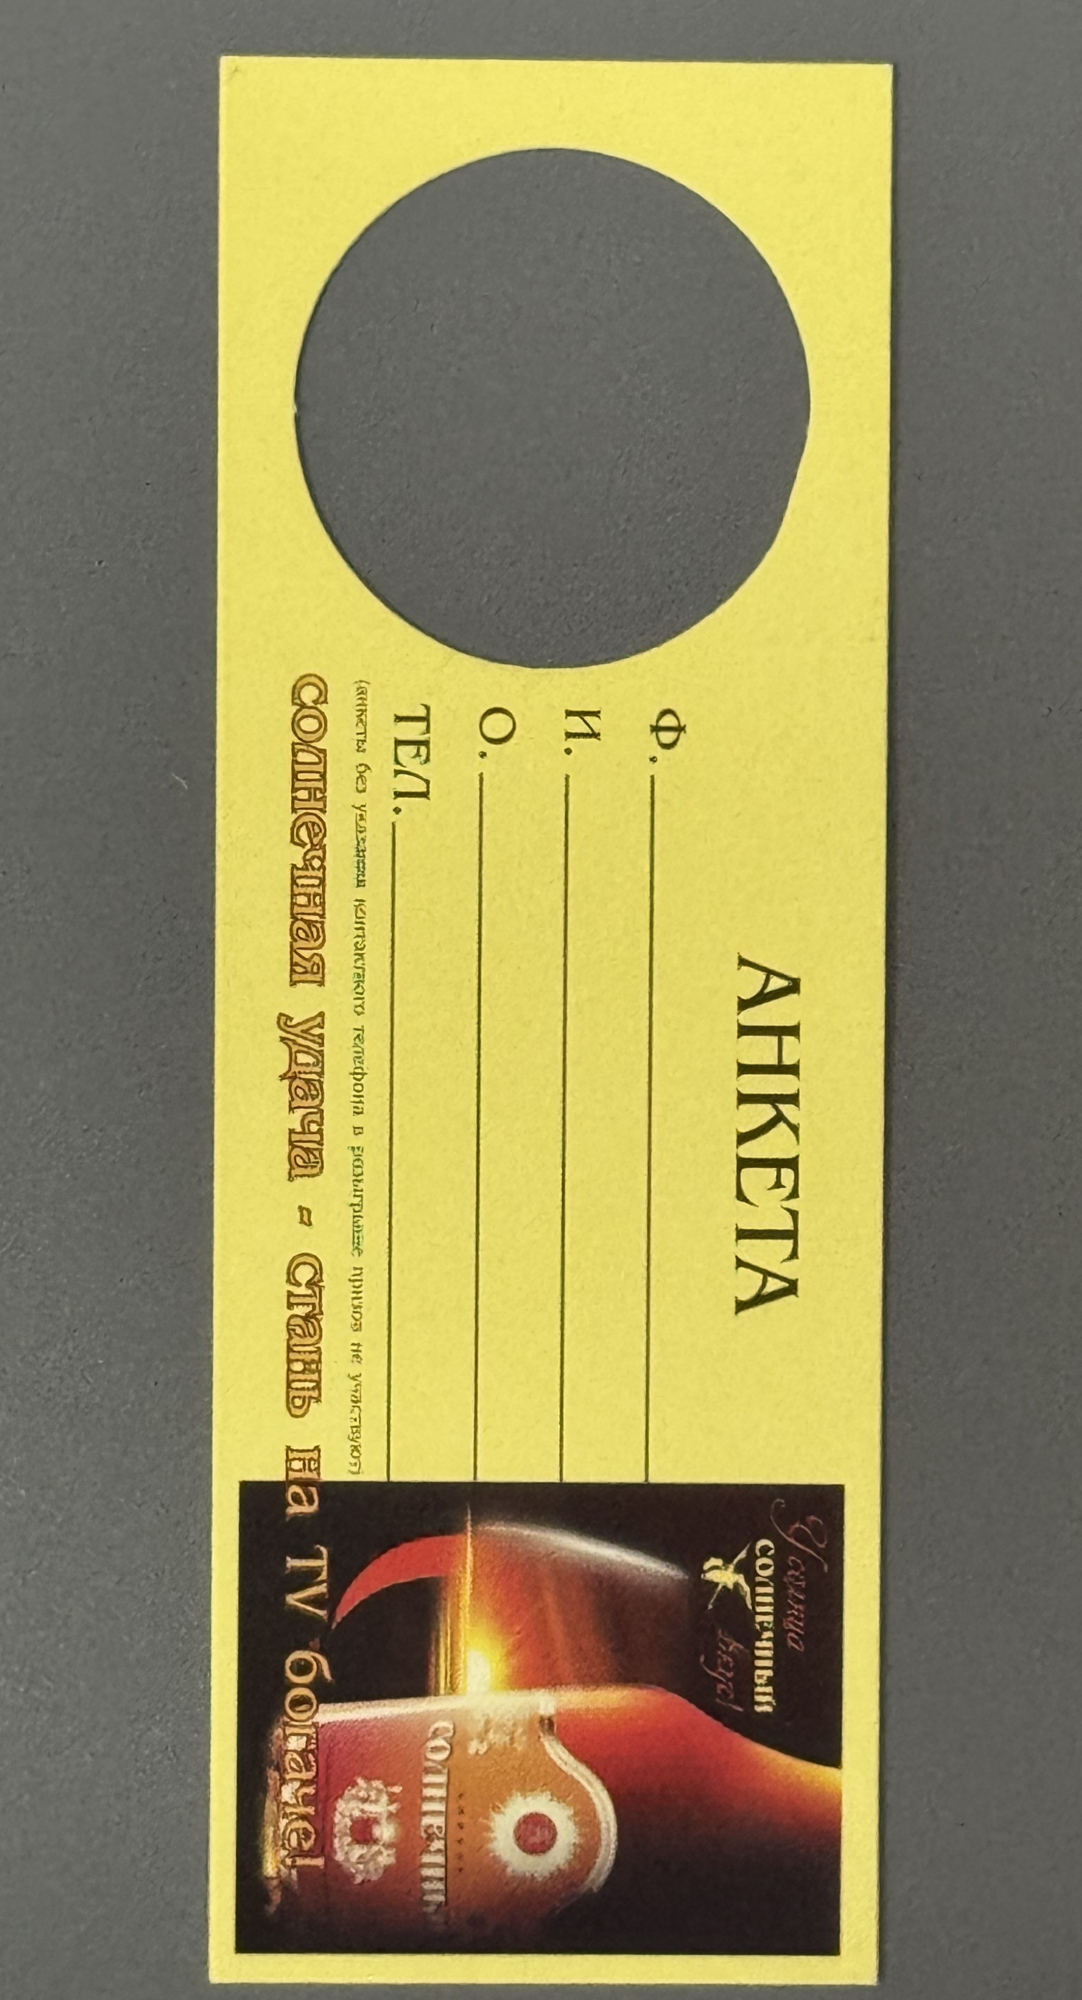 АНКЕТА
Ф.
И.
О.
ТЕЛ.
(анкеты без указания контактного телефона в розыгрыше призов не участвуют)
солнечная удача - стань на TV богаче!
СОЛНЕЧНЫЙ
вкус!
СОЛНЕЧНЫЙ